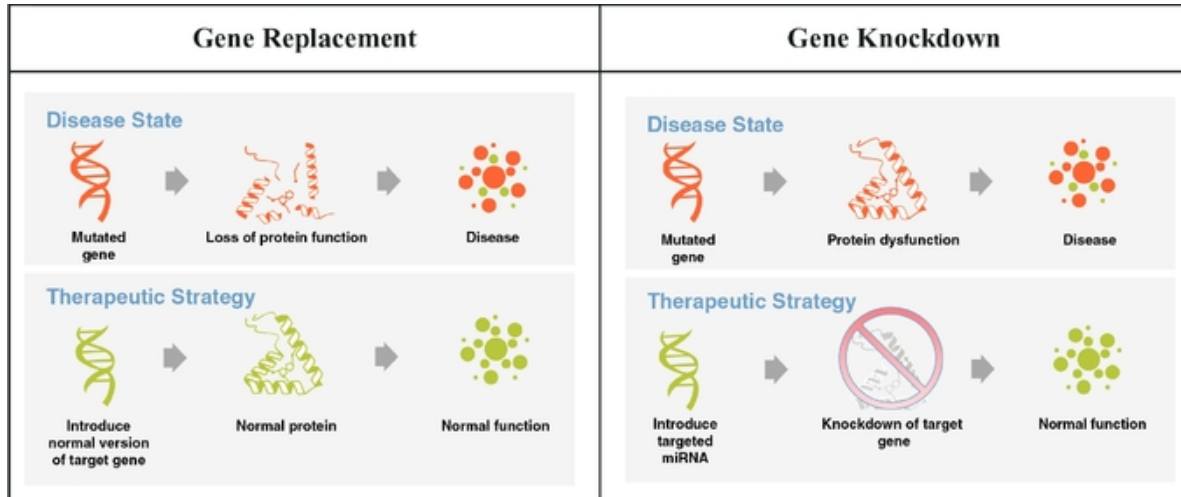 Gene Replacement
Gene Knockdown
Disease State
Mutated
gene
Loss of protein function
Disease
Therapeutic Strategy
Introduce
normal version
of target gene
Normal protein
Normal function
Disease State
Mutated
gene
Protein dysfunction
Disease
Therapeutic Strategy
Introduce
targeted
miRNA
Knockdown of target
gene
Normal function